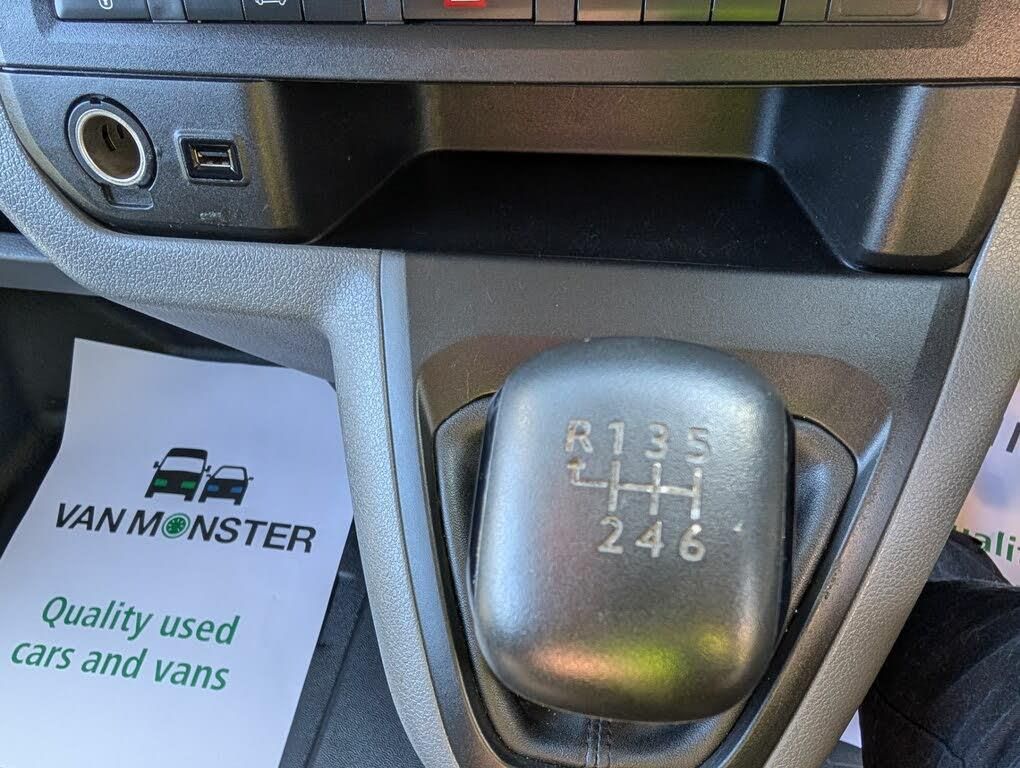 R 1 3 5
2 4 6
VAN MONSTER
Quality used
cars and vans